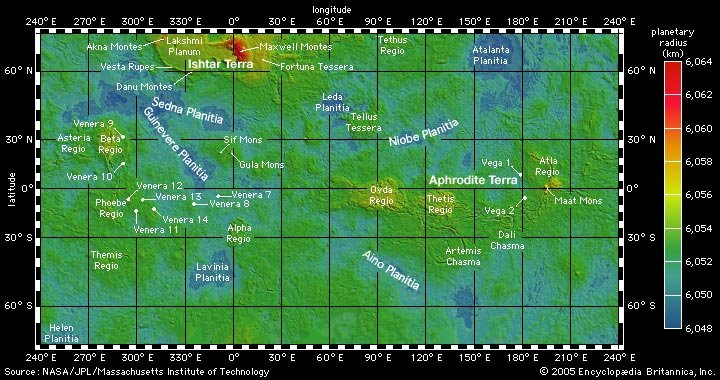 longitude
240° E
270° E
300° E
330° E
0°
30° E
60° E
90° E
120° E
150° E
180° E
210° E
240° E
planetary
radius
(km)
6,064
6,062
6,060
6,058
6,056
6,054
6,052
6,050
6,048
latitude
60° N
30° N
0°
30° S
60° S
60° N
30° N
0°
30° S
60° S
Akna Montes
Lakshmi
Planum
Maxwell Montes
Vesta Rupes
Ishtar Terra
Fortuna Tessera
Danu Montes
Tethus
Regio
Atalanta
Planitia
Sedna Planitia
Guinevere Planitia
Leda
Planitia
Tellus
Tessera
Niobe Planitia
Venera 9
Asteria
Regio
Beta
Regio
Sif Mons
Gula Mons
Venera 10
Vega 1
Atla
Regio
Aphrodite Terra
Venera 12
Venera 13
Venera 7
Venera 8
Phoebe
Regio
Venera 14
Venera 11
Ovda
Regio
Thetis
Regio
Maat Mons
Vega 2
Alpha
Regio
Dali
Chasma
Themis
Regio
Lavinia
Planitia
Aino Planitia
Artemis
Chasma
Helen
Planitia
240° E
270° E
300° E
330° E
0°
30° E
60° E
90° E
120° E
150° E
180° E
210° E
240° E
Source: NASA/JPL/Massachusetts Institute of Technology
© 2005 Encyclopædia Britannica, Inc.